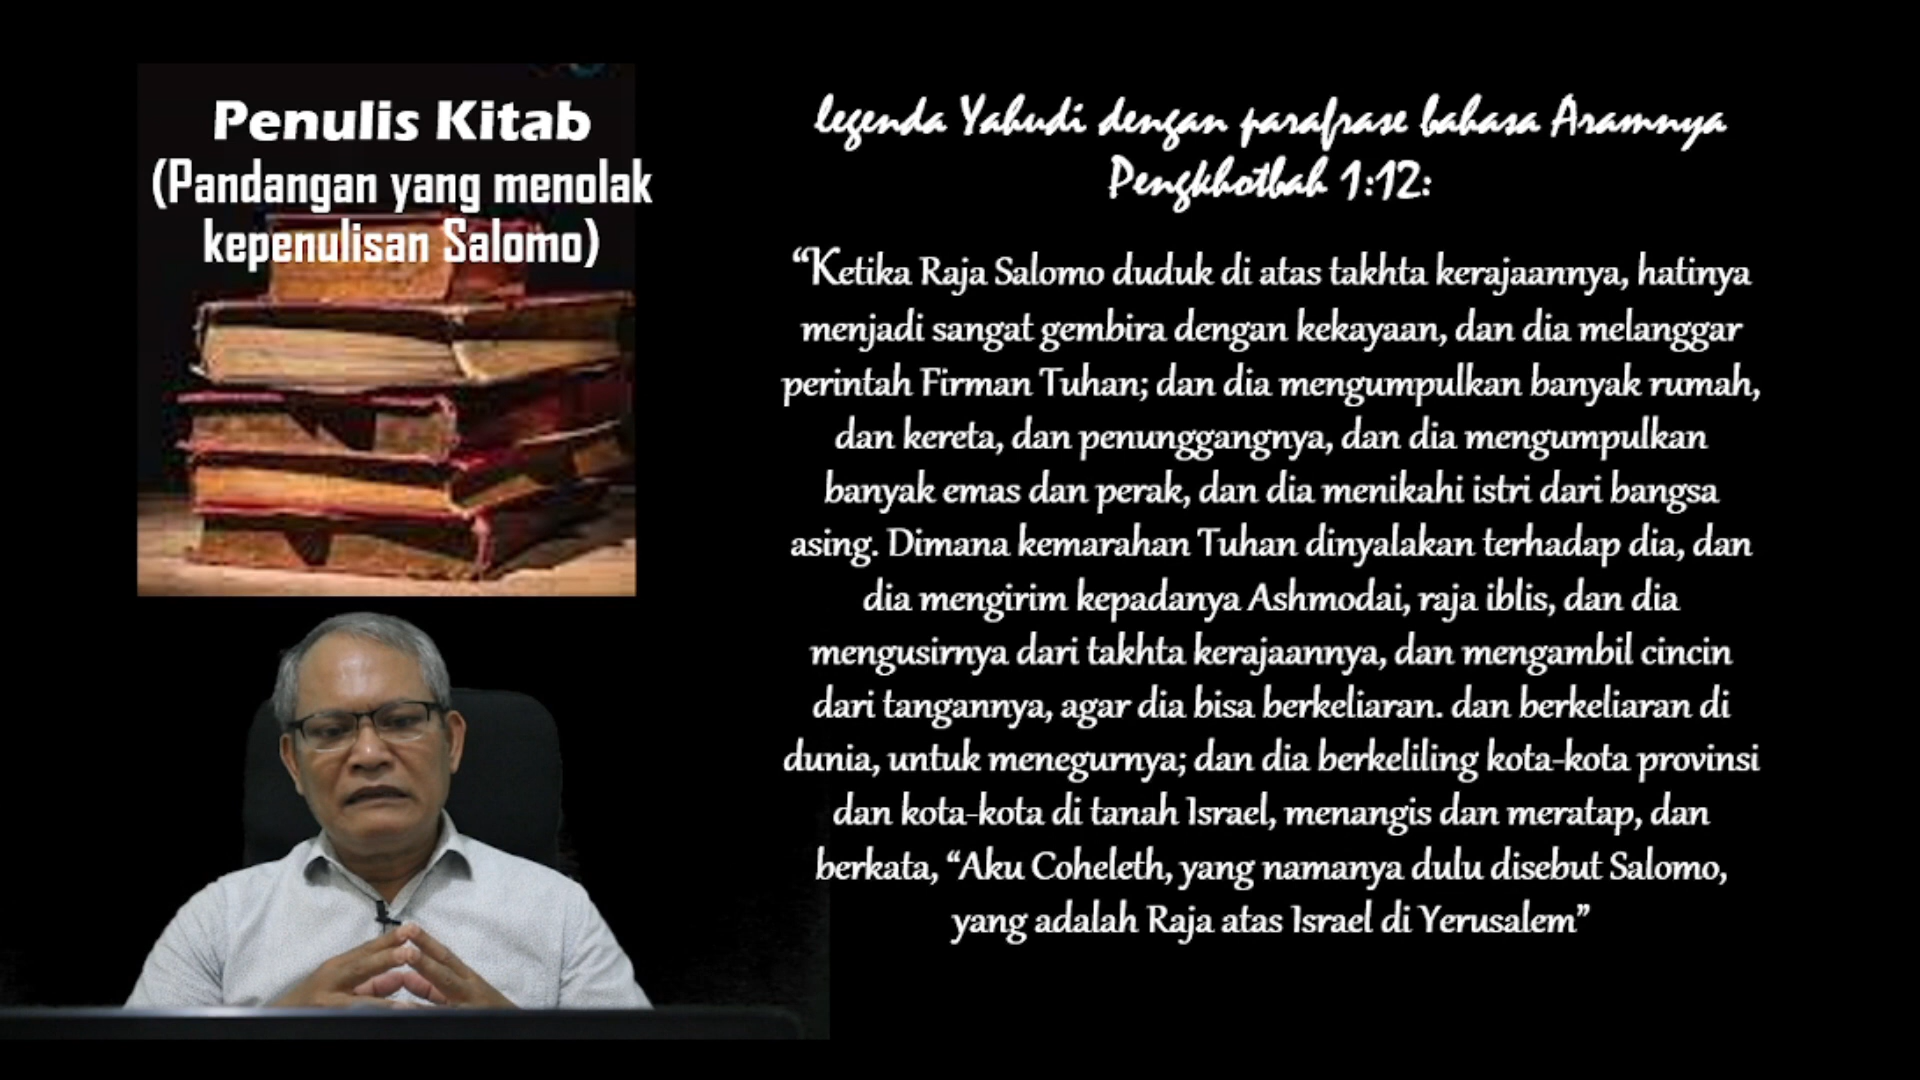 Penulis Kitab
(Pandangan yang menolak
kepenulisan Salomo)
legenda Yahudi dengan parafrase bahasa Aramnya
Pengkhotbah 1:12:
“Ketika Raja Salomo duduk di atas takhta kerajaannya, hatinya
menjadi sangat gembira dengan kekayaan, dan dia melanggar
perintah Firman Tuhan; dan dia mengumpulkan banyak rumah,
dan kereta, dan penunggangnya, dan dia mengumpulkan
banyak emas dan perak, dan dia menikahi istri dari bangsa
asing. Dimana kemarahan Tuhan dinyalakan terhadap dia, dan
dia mengirim kepadanya Ashmodai, raja iblis, dan dia
mengusirnya dari takhta kerajaannya, dan mengambil cincin
dari tangannya, agar dia bisa berkeliaran. dan berkeliaran di
dunia, untuk menegurnya; dan dia berkeliling kota-kota provinsi
dan kota-kota di tanah Israel, menangis dan meratap, dan
berkata, “Aku Coheleth, yang namanya dulu disebut Salomo,
yang adalah Raja atas Israel di Yerusalem”